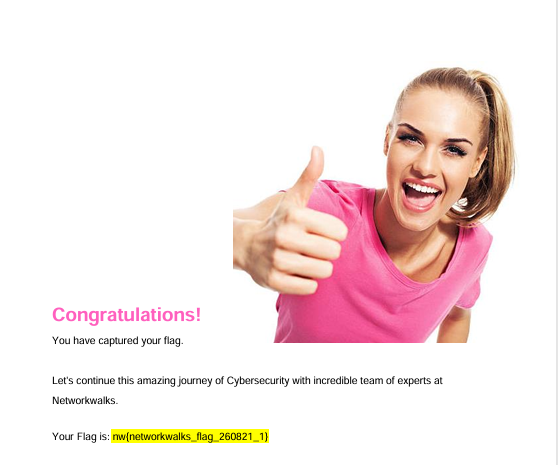 Congratulations!
You have captured your flag.
Let's continue this amazing journey of Cybersecurity with incredible team of experts at
Networkwalks.
Your Flag is: nw{networkwalks_flag_260821_1}